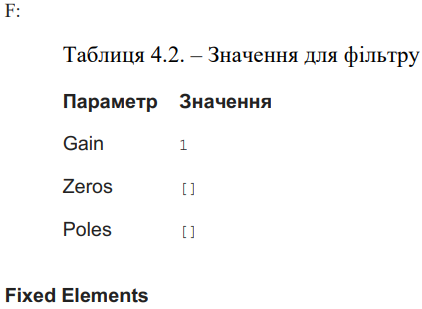 F:
Таблиця 4.2. – Значення для фільтру
Параметр Значення
Gain 1
Zeros []
Poles []
Fixed Elements